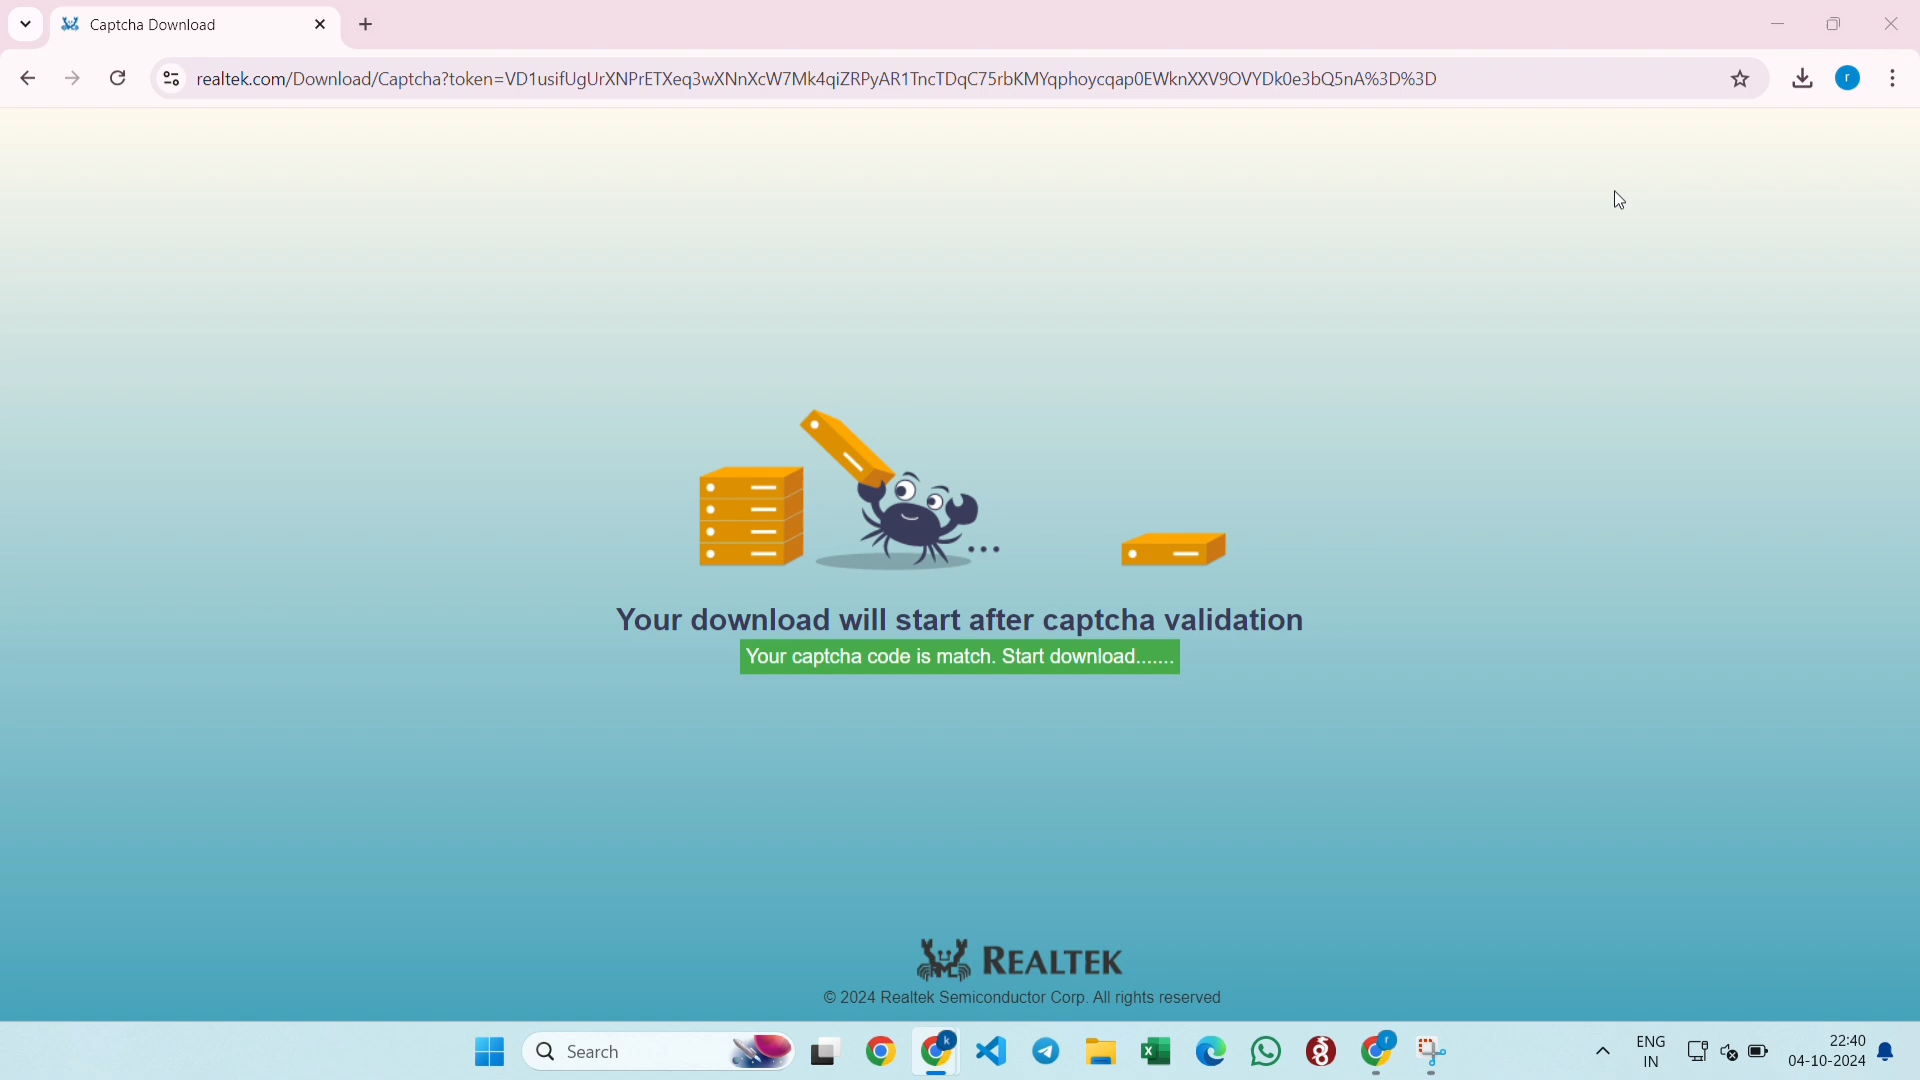 Captcha Download
realtek.com/Download/Captcha?token=VD1usifUgUrXNPrETXeq3wXNnXcW7Mk4qiZRPyAR1TncTDqC75rbKMYqphoycqap0EWknXXV9OVYDk0e3bQ5nA%3D%3D
r
Your download will start after captcha validation
Your captcha code is match. Start download.......
REALTEK
© 2024 Realtek Semiconductor Corp. All rights reserved
Search
k
r
ENG
IN
22:40
04-10-2024